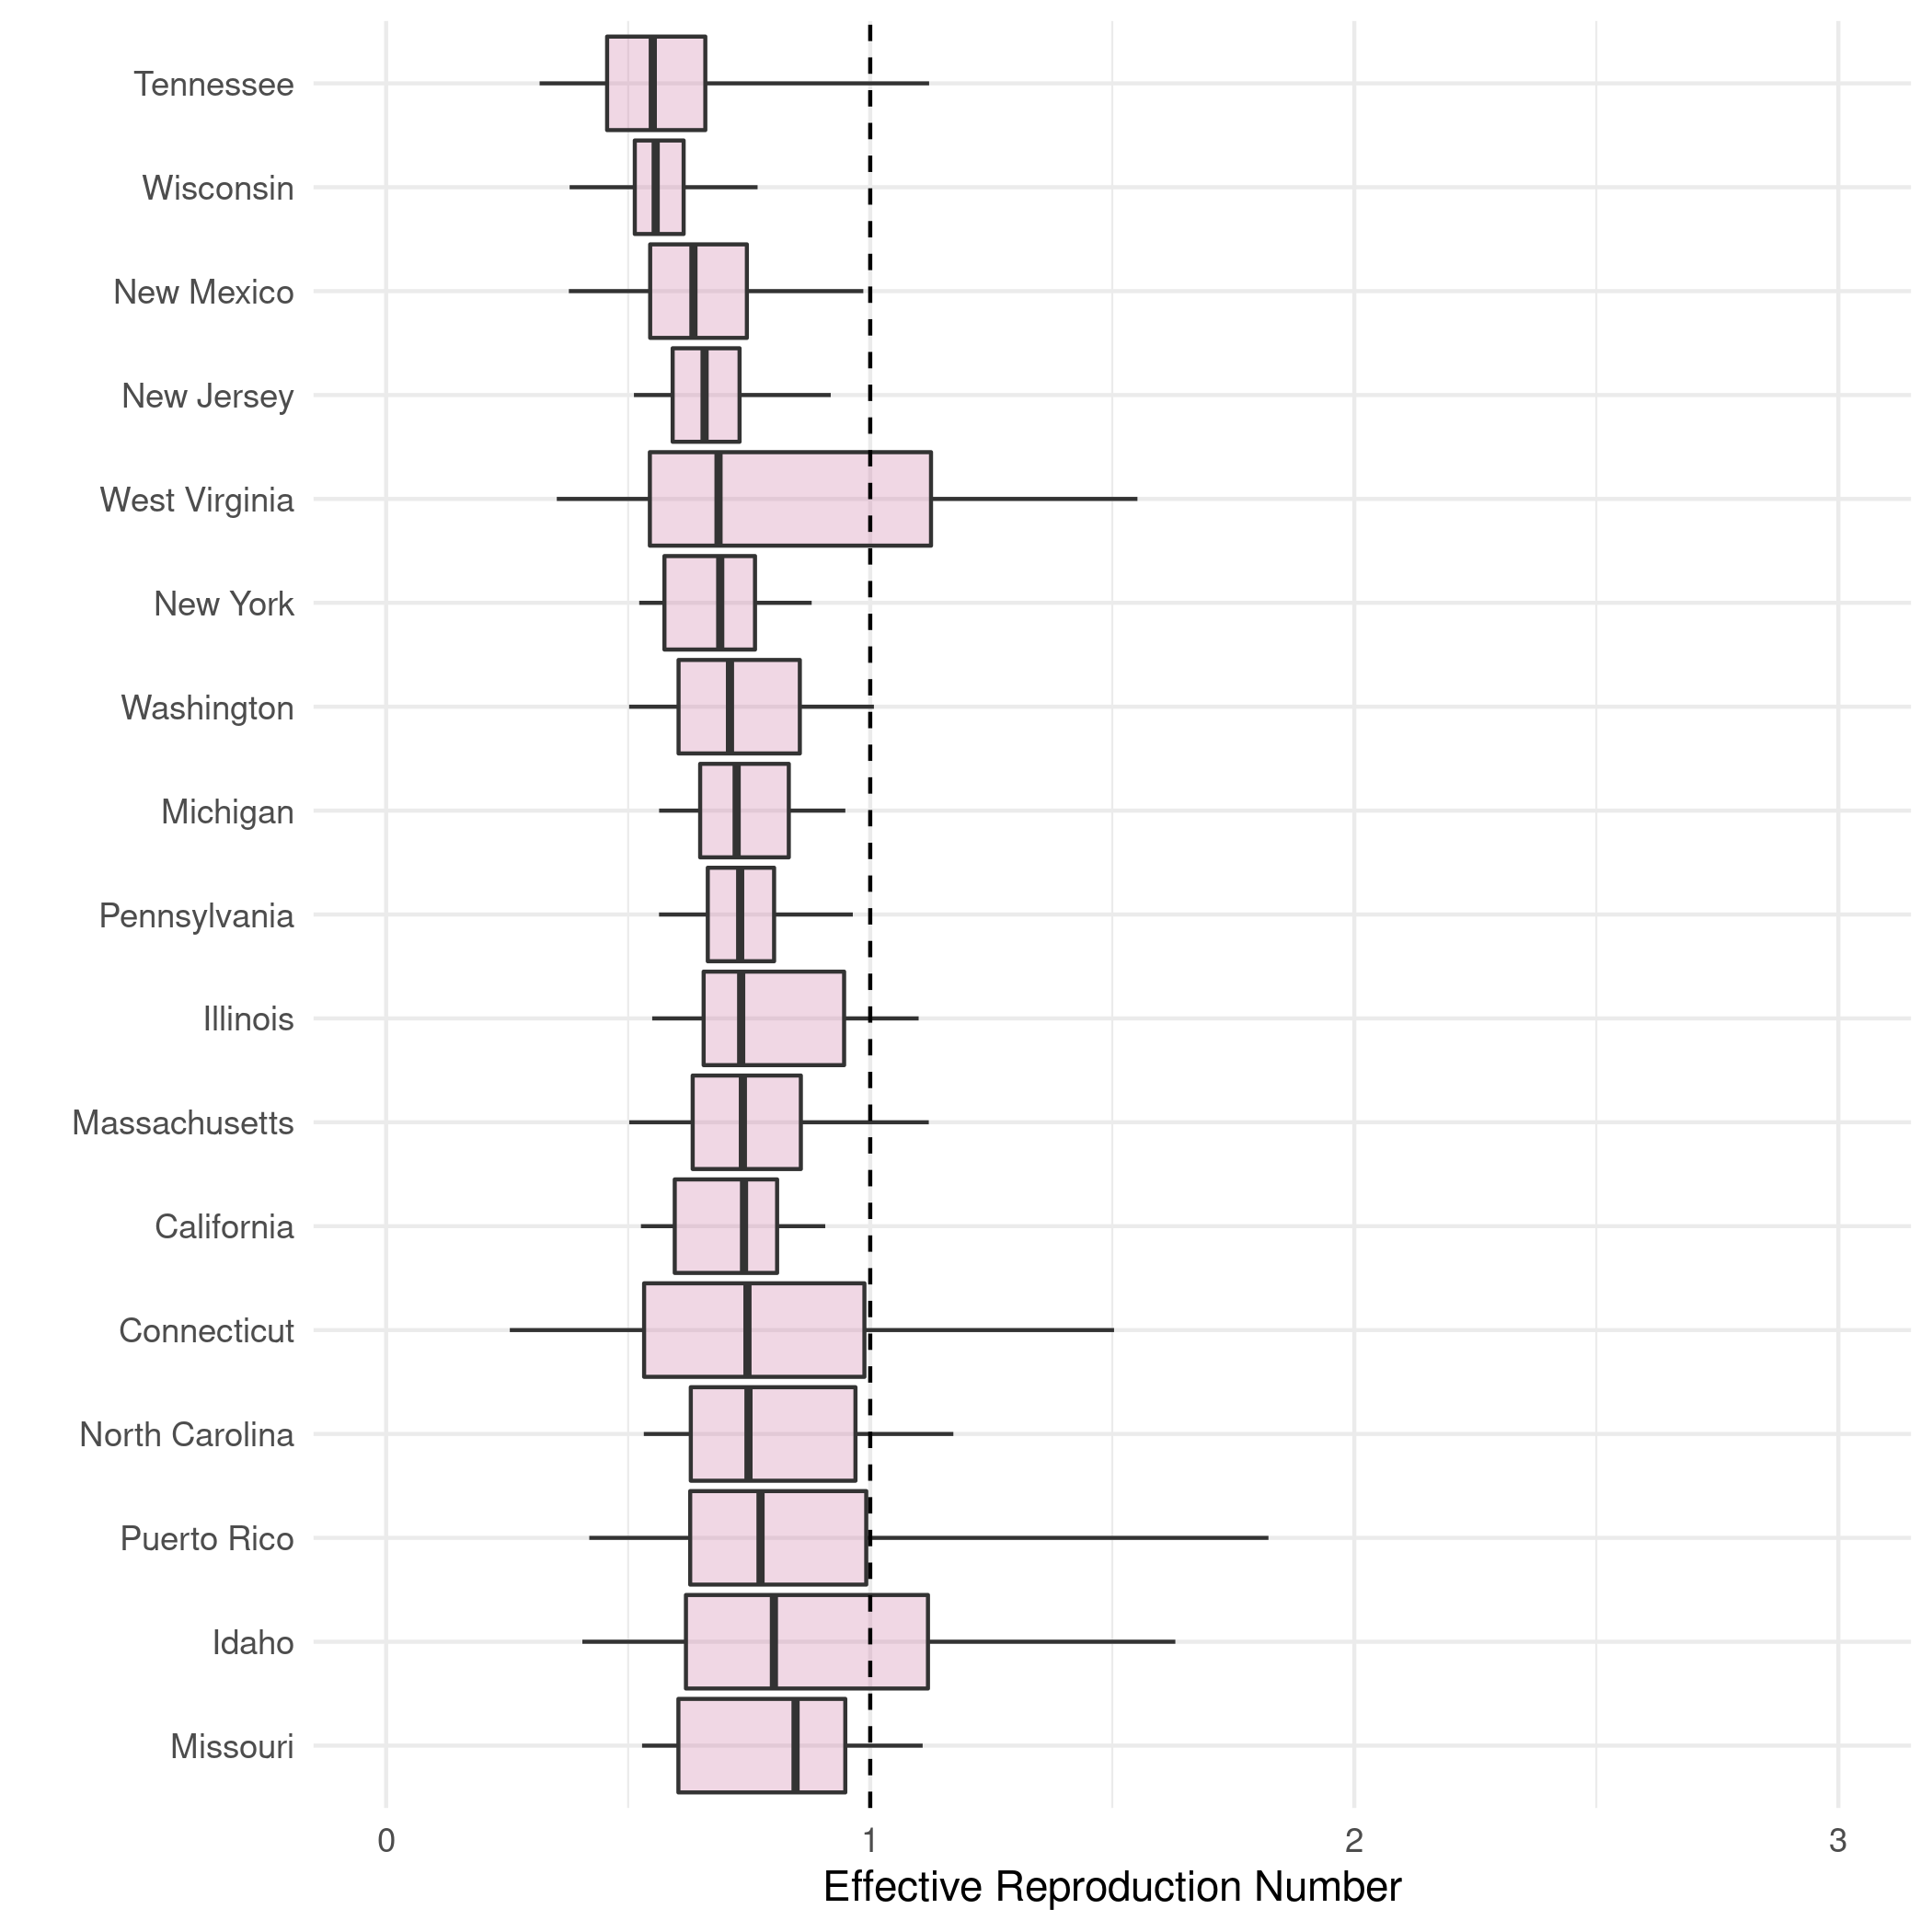 Tennessee
Wisconsin
New Mexico
New Jersey
West Virginia
New York
Washington
Michigan
Pennsylvania
Illinois
Massachusetts
California
Connecticut
North Carolina
Puerto Rico
Idaho
Missouri
0 1 2 3
Effective Reproduction Number